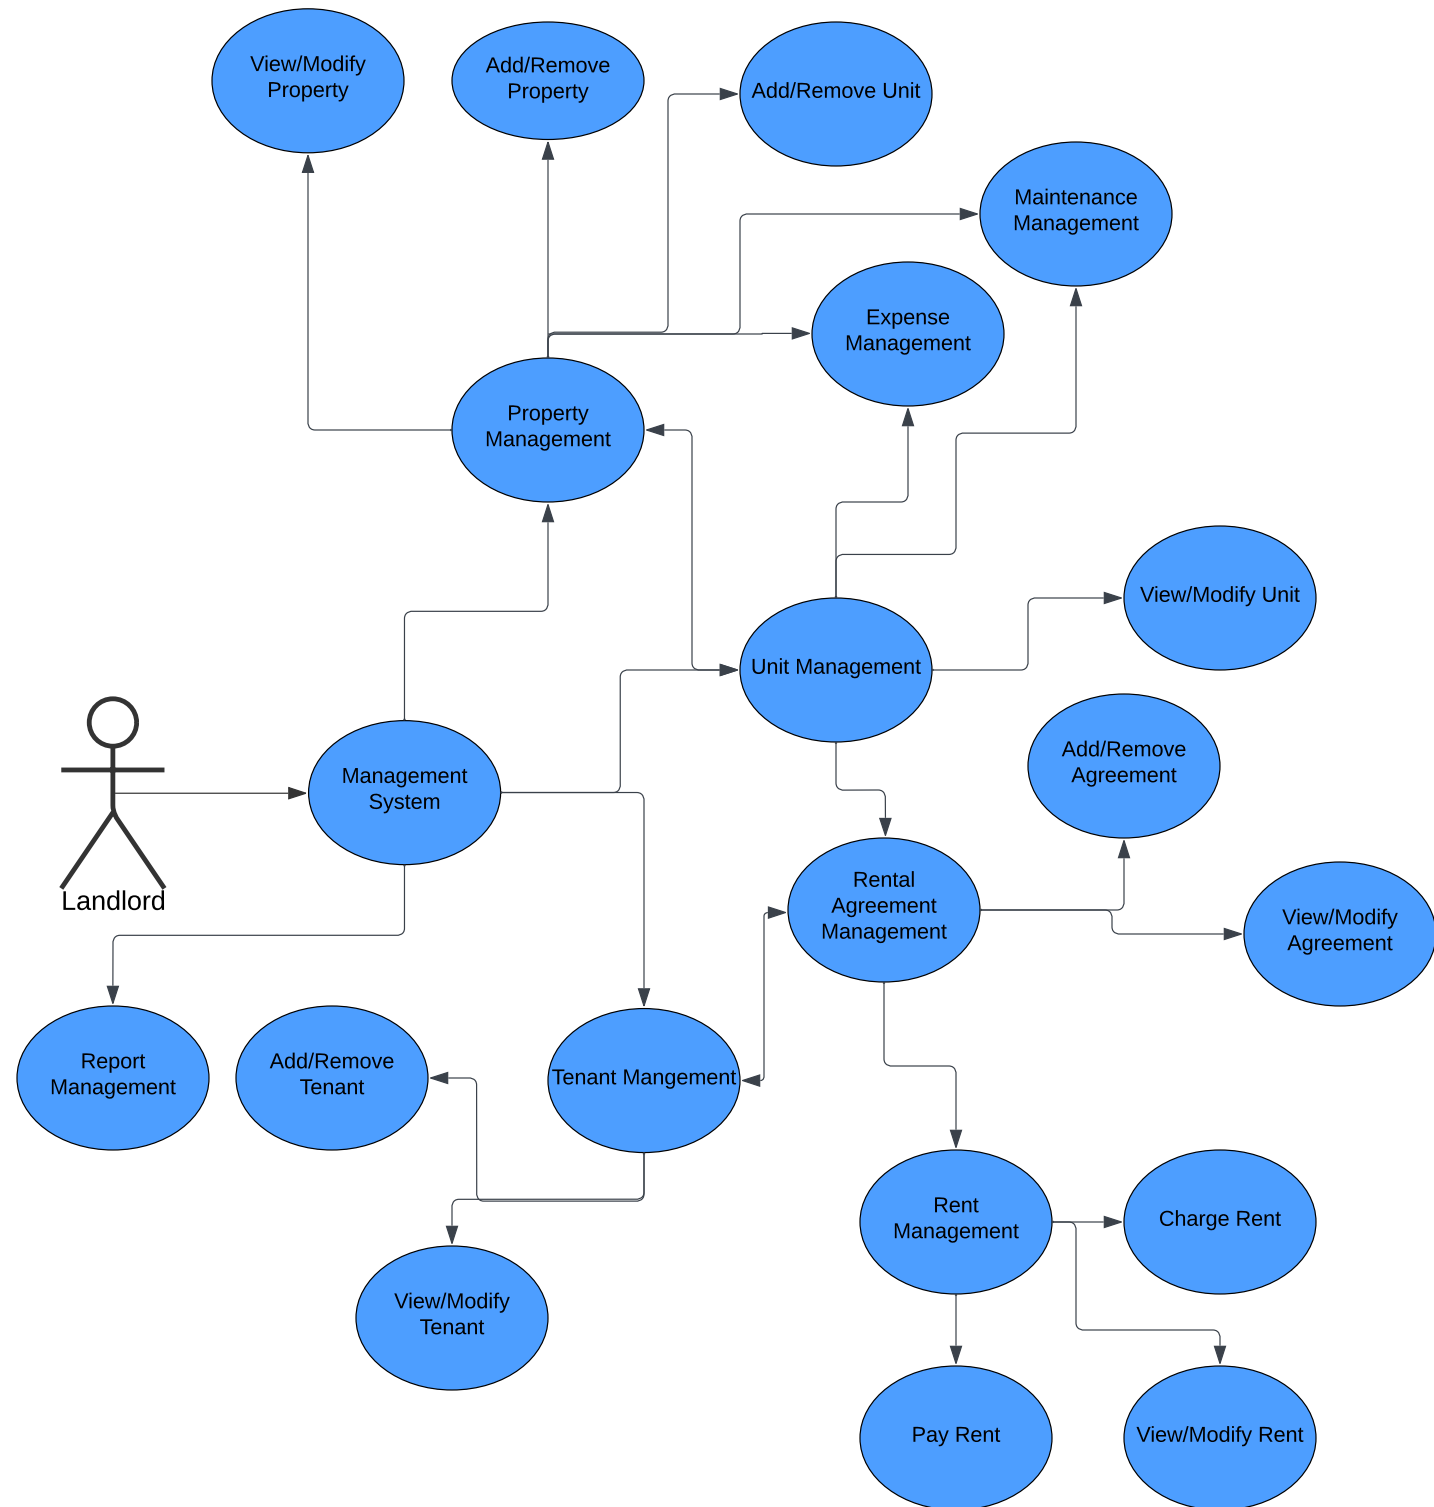 View/Modify
Property
Add/Remove
Property
Add/Remove Unit
Maintenance
Management
Expense
Management
Property
Management
View/Modify Unit
Unit Management
Add/Remove
Agreement
Management
System
Landlord
Rental
Agreement
Management
View/Modify
Agreement
Report
Management
Add/Remove
Tenant
Tenant Mangement
Rent
Management
Charge Rent
View/Modify
Tenant
Pay Rent
View/Modify Rent